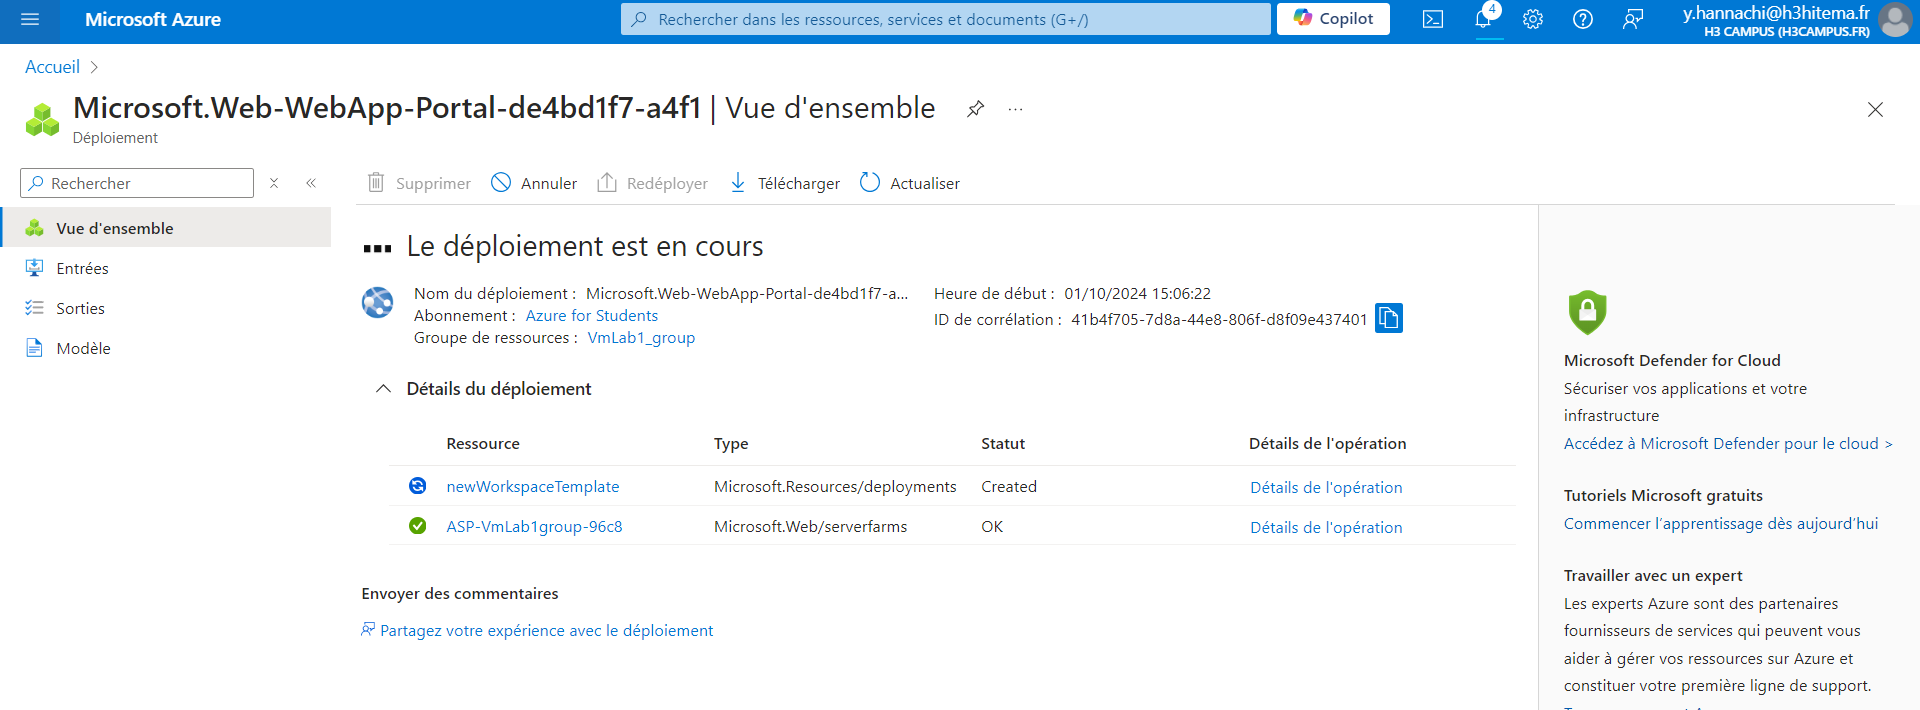 Microsoft Azure
Rechercher dans les ressources, services et documents (G+/)
Copilot
4
y.hannachi@h3hitema.fr
H3 CAMPUS (H3CAMPUS.FR)
Accueil
Microsoft.Web-WebApp-Portal-de4bd1f7-a4f1 | Vue d'ensemble
Déploiement
Rechercher
Supprimer
Annuler
Redéployer
Télécharger
Actualiser
Vue d'ensemble
Entrées
Sorties
Modèle
Le déploiement est en cours
Nom du déploiement : Microsoft.Web-WebApp-Portal-de4bd1f7-a...
Abonnement : Azure for Students
Groupe de ressources : VmLab1_group
Heure de début : 01/10/2024 15:06:22
ID de corrélation : 41b4f705-7d8a-44e8-806f-d8f09e437401
Détails du déploiement
Ressource Type Statut Détails de l'opération
newWorkspaceTemplate Microsoft.Resources/deployments Created Détails de l'opération
ASP-VmLab1group-96c8 Microsoft.Web/serverfarms OK Détails de l'opération
Envoyer des commentaires
Partagez votre expérience avec le déploiement
Microsoft Defender for Cloud
Sécuriser vos applications et votre
infrastructure
Accédez à Microsoft Defender pour le cloud >
Tutoriels Microsoft gratuits
Commencer l’apprentissage dès aujourd’hui
Travailler avec un expert
Les experts Azure sont des partenaires
fournisseurs de services qui peuvent vous
aider à gérer vos ressources sur Azure et
constituer votre première ligne de support.